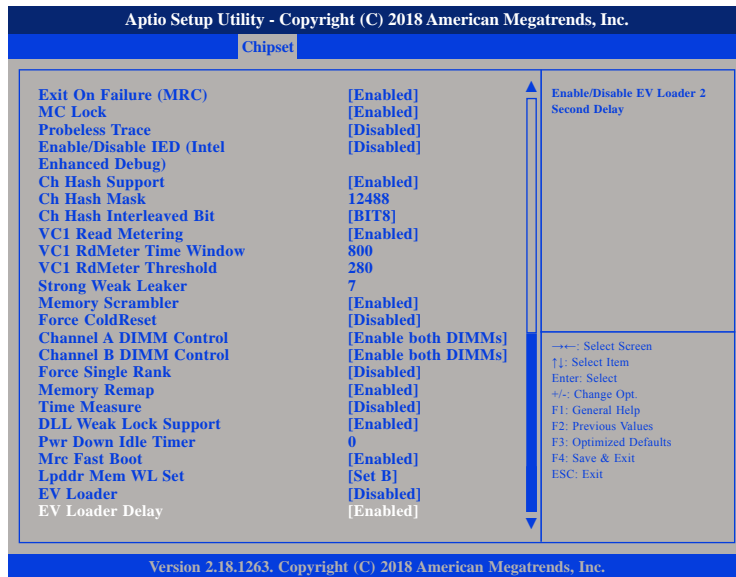 Aptio Setup Utility - Copyright (C) 2018 American Megatrends, Inc.
Chipset
Exit On Failure (MRC) [Enabled]
MC Lock [Enabled]
Probeless Trace [Disabled]
Enable/Disable IED (Intel [Disabled]
Enhanced Debug)
Ch Hash Support [Enabled]
Ch Hash Mask 12488
Ch Hash Interleaved Bit [BIT8]
VC1 Read Metering [Enabled]
VC1 RdMeter Time Window 800
VC1 RdMeter Threshold 280
Strong Weak Leaker 7
Memory Scrambler [Enabled]
Force ColdReset [Disabled]
Channel A DIMM Control [Enable both DIMMs]
Channel B DIMM Control [Enable both DIMMs]
Force Single Rank [Disabled]
Memory Remap [Enabled]
Time Measure [Disabled]
DLL Weak Lock Support [Enabled]
Pwr Down Idle Timer 0
Mrc Fast Boot [Enabled]
Lpddr Mem WL Set [Set B]
EV Loader [Disabled]
EV Loader Delay [Enabled]
Enable/Disable EV Loader 2
Second Delay
→←: Select Screen
↑↓: Select Item
Enter: Select
+/-: Change Opt.
F1: General Help
F2: Previous Values
F3: Optimized Defaults
F4: Save & Exit
ESC: Exit
Version 2.18.1263. Copyright (C) 2018 American Megatrends, Inc.